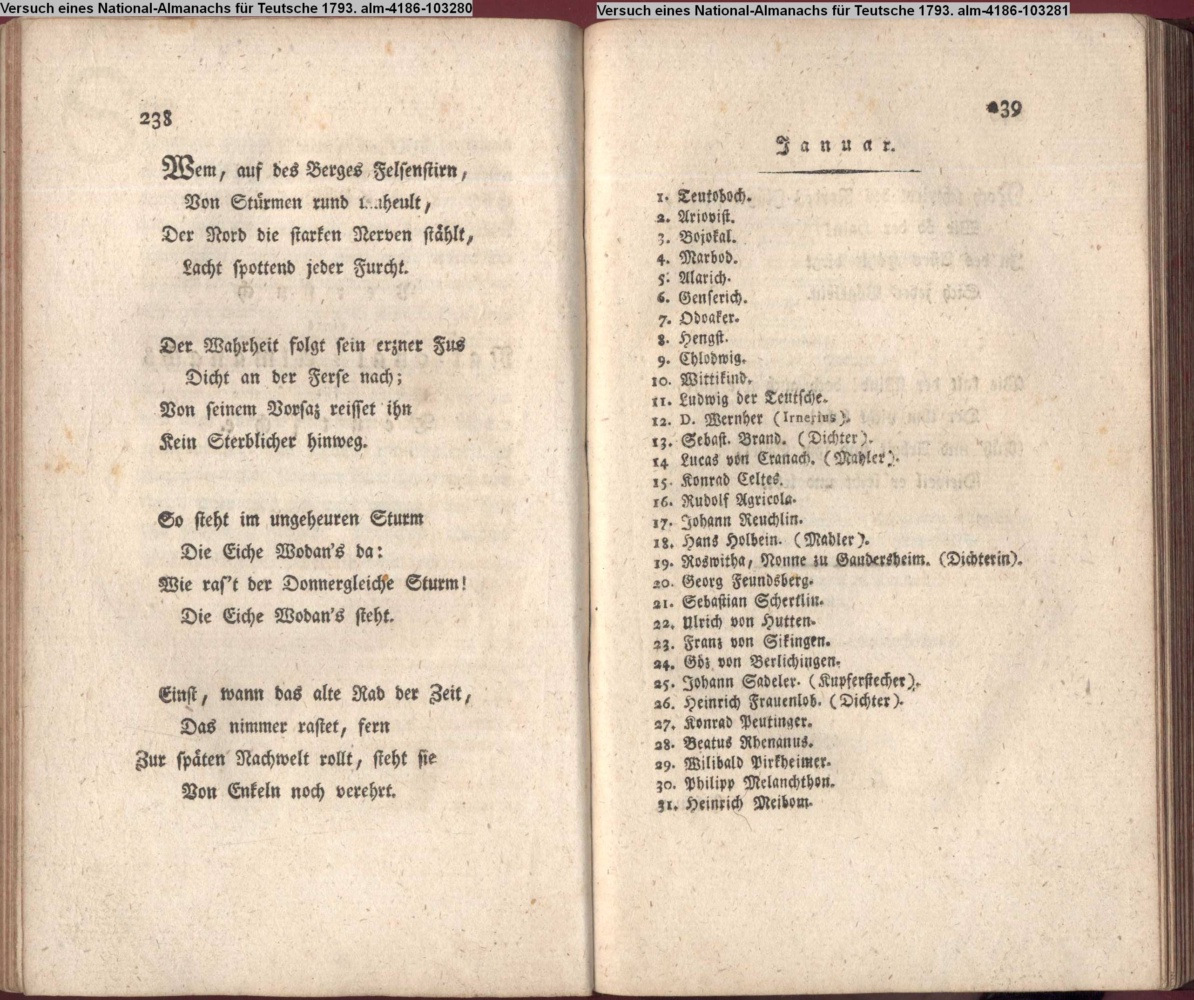 Versuch eines National-Almanachs für Teutsche 1793. alm-4186-103280
238
Wem, auf des Berges Felsenstirn,
Von Stürmen rund umheult,
Der Nord die starken Nerven stählt,
Lacht spottend jeder Furcht.
Der Wahrheit folgt sein erzner Fus
Dicht an der Ferse nach;
Von seinem Vorsaz reisset ihn
Kein Sterblicher hinweg.
So steht im ungeheuren Sturm
Die Eiche Wodan's da:
Wie ras't der Donnergleiche Sturm!
Die Eiche Wodan's steht.
Einst, wann das alte Rad der Zeit,
Das nimmer rastet, fern
Zur späten Nachwelt rollt, steht sie
Von Enkeln noch verehrt.
Versuch eines National-Almanachs für Teutsche 1793. alm-4186-103281
239
Januar.
1. Teutoboch.
2. Ariovist.
3. Bojokal.
4. Marbod.
5. Alarich.
6. Genserich.
7. Odoaker.
8. Hengst.
9. Chlodwig.
10. Wittikind.
11. Ludwig der Teutsche.
12. D. Wernher (Irnerius).
13. Sebast. Brand. (Dichter).
14 Lucas von Cranach. (Mahler).
15. Konrad Celtes.
16. Rudolf Agricola.
17. Johann Reuchlin.
18. Hans Holbein. (Mahler).
19. Roswitha, Nonne zu Gandersheim. (Dichterin).
20. Georg Feundsberg.
21. Sebastian Schertlin.
22. Ulrich von Hutten.
23. Franz von Sikingen.
24. Göz von Berlichingen.
25. Johann Sadeler. (Kupferstecher).
26. Heinrich Frauenlob. (Dichter).
27. Konrad Peutinger.
28. Beatus Rhenanus.
29. Wilibald Pirkheimer.
30. Philipp Melanchthon.
31. Heinrich Meibom.